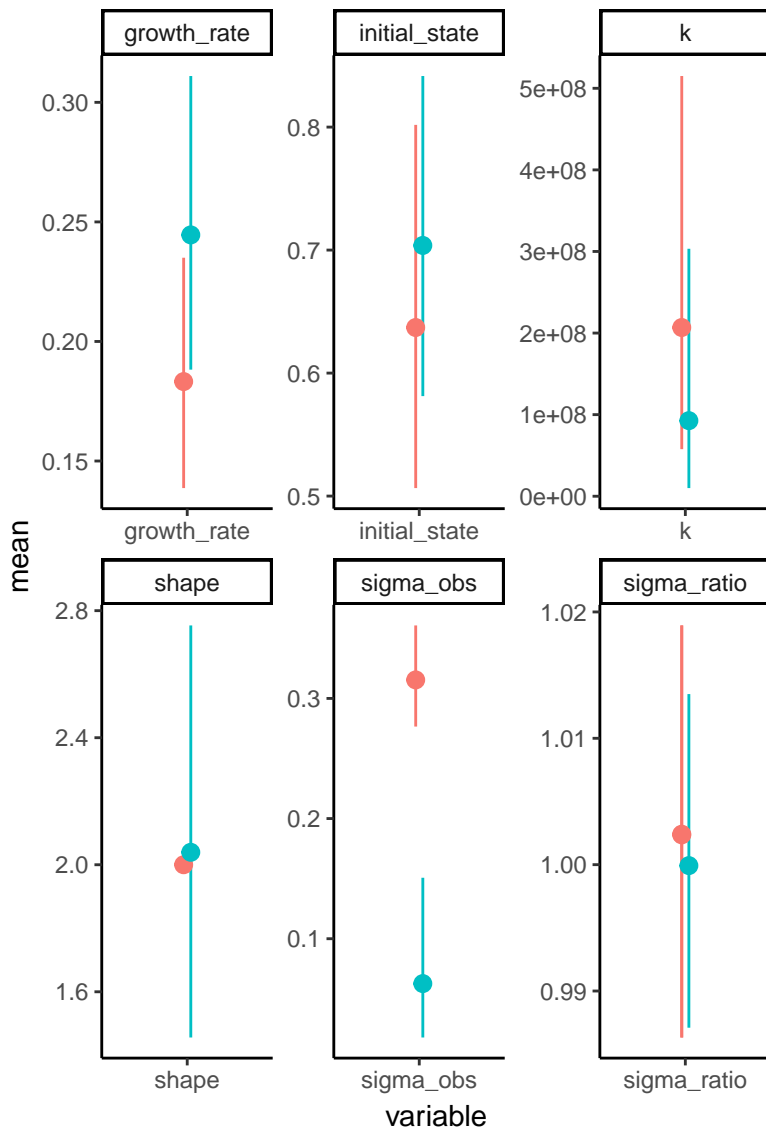 growth_rate
initial_state
k
0.30
0.25
0.20
0.15
0.8
0.7
0.6
0.5
5e+08
4e+08
3e+08
2e+08
1e+08
0e+00
growth_rate
initial_state
k
mean
shape
sigma_obs
sigma_ratio
2.8
2.4
2.0
1.6
0.3
0.2
0.1
1.02
1.01
1.00
0.99
shape
sigma_obs
sigma_ratio
variable